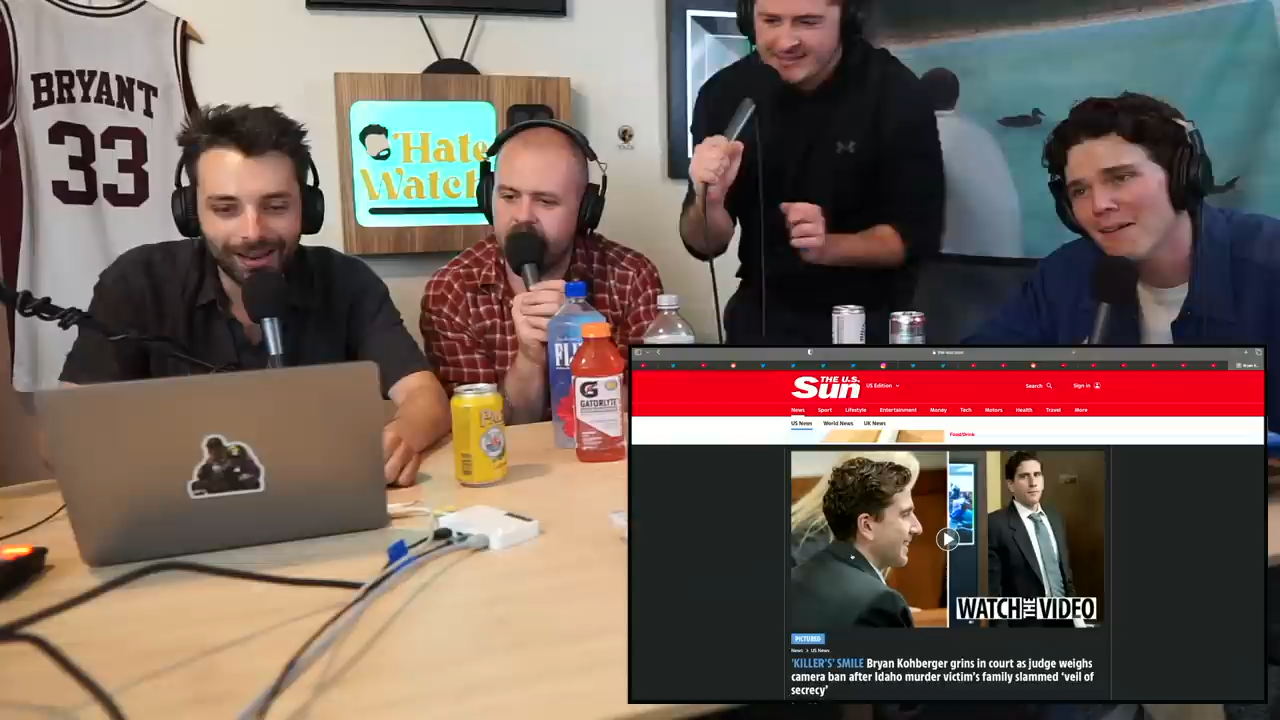 BRYANT
33
Hate
Watch
FIJI
G
GATORLYTE
THE U.S.
Sun
US Edition
Search
Sign in
News Sport Lifestyle Entertainment Money Tech Motors Health Travel More
US News World News UK News
Food/Drink
WATCH THE VIDEO
PICTURED
News > US News
'KILLER'S' SMILE Bryan Kohberger grins in court as judge weighs
camera ban after Idaho murder victim's family slammed 'veil of
secrecy'